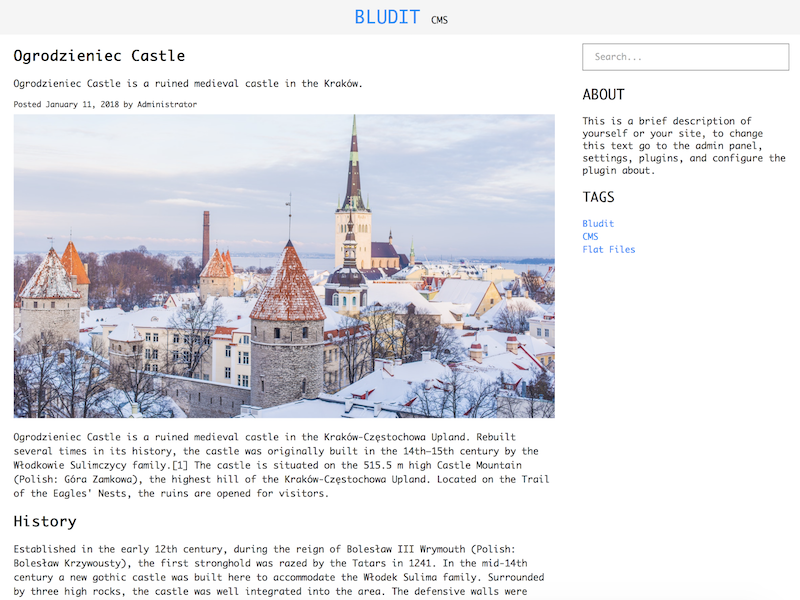 BLUDIT CMS
Ogrodzieniec Castle
Ogrodzieniec Castle is a ruined medieval castle in the Kraków.
Posted January 11, 2018 by Administrator
Ogrodzieniec Castle is a ruined medieval castle in the Kraków-Częstochowa Upland. Rebuilt
several times in its history, the castle was originally built in the 14th–15th century by the
Włodkowie Sulimczycy family.[1] The castle is situated on the 515.5 m high Castle Mountain
(Polish: Góra Zamkowa), the highest hill of the Kraków-Częstochowa Upland. Located on the Trail
of the Eagles' Nests, the ruins are opened for visitors.
History
Established in the early 12th century, during the reign of Bolesław III Wrymouth (Polish:
Bolesław Krzywousty), the first stronghold was razed by the Tatars in 1241. In the mid-14th
century a new gothic castle was built here to accommodate the Włodek Sulima family. Surrounded
by three high rocks, the castle was well integrated into the area. The defensive walls were
Search...
ABOUT
This is a brief description of
yourself or your site, to change
this text go to the admin panel,
settings, plugins, and configure the
plugin about.
TAGS
Bludit
CMS
Flat Files